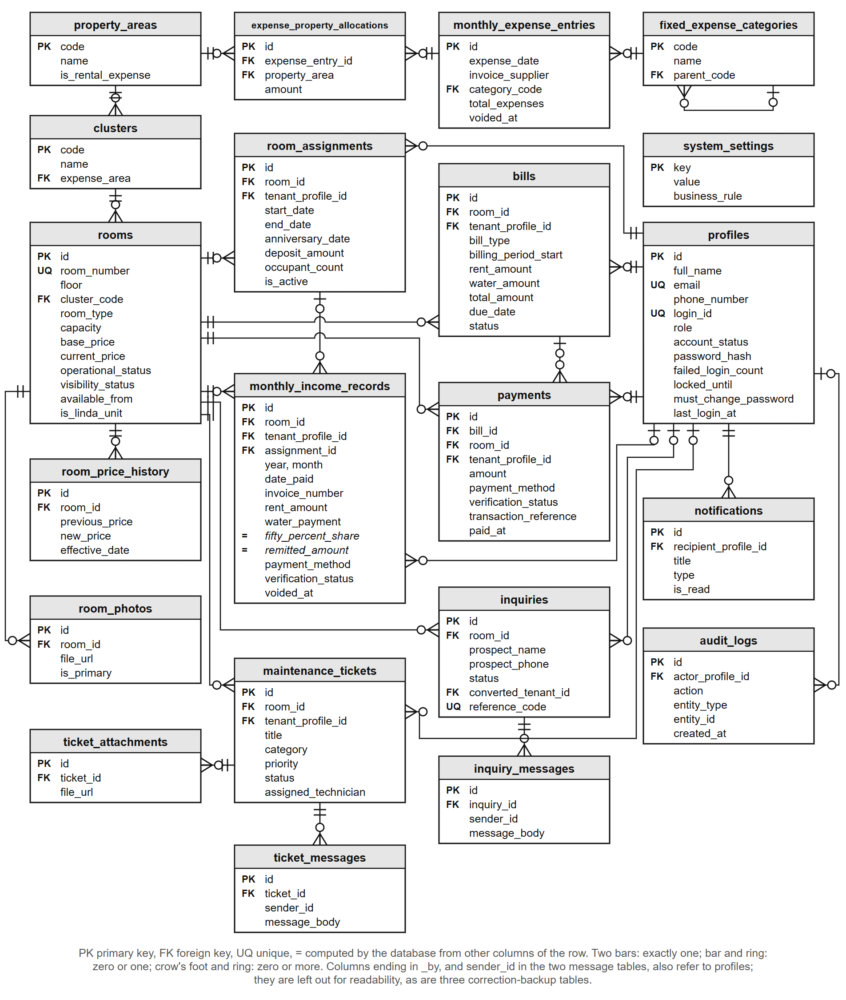 property_areas
PK code
name
is_rental_expense
expense_property_allocations
PK id
FK expense_entry_id
FK property_area
amount
monthly_expense_entries
PK id
expense_date
invoice_supplier
FK category_code
total_expenses
voided_at
fixed_expense_categories
PK code
name
FK parent_code
clusters
PK code
name
FK expense_area
room_assignments
PK id
FK room_id
FK tenant_profile_id
start_date
end_date
anniversary_date
deposit_amount
occupant_count
is_active
bills
PK id
FK room_id
FK tenant_profile_id
bill_type
billing_period_start
rent_amount
water_amount
total_amount
due_date
status
system_settings
PK key
value
business_rule
rooms
PK id
UQ room_number
floor
FK cluster_code
room_type
capacity
base_price
current_price
operational_status
visibility_status
available_from
is_linda_unit
profiles
PK id
full_name
UQ email
phone_number
UQ login_id
role
account_status
password_hash
failed_login_count
locked_until
must_change_password
last_login_at
monthly_income_records
PK id
FK room_id
FK tenant_profile_id
FK assignment_id
year, month
date_paid
invoice_number
rent_amount
water_payment
= fifty_percent_share
= remitted_amount
payment_method
verification_status
voided_at
payments
PK id
FK bill_id
FK room_id
FK tenant_profile_id
amount
payment_method
verification_status
transaction_reference
paid_at
room_price_history
PK id
FK room_id
previous_price
new_price
effective_date
notifications
PK id
FK recipient_profile_id
title
type
is_read
room_photos
PK id
FK room_id
file_url
is_primary
inquiries
PK id
FK room_id
prospect_name
prospect_phone
status
FK converted_tenant_id
UQ reference_code
audit_logs
PK id
FK actor_profile_id
action
entity_type
entity_id
created_at
maintenance_tickets
PK id
FK room_id
FK tenant_profile_id
title
category
priority
status
assigned_technician
ticket_attachments
PK id
FK ticket_id
file_url
inquiry_messages
PK id
FK inquiry_id
sender_id
message_body
ticket_messages
PK id
FK ticket_id
sender_id
message_body
PK primary key, FK foreign key, UQ unique, = computed by the database from other columns of the row. Two bars: exactly one; bar and ring:
zero or one; crow's foot and ring: zero or more. Columns ending in _by, and sender_id in the two message tables, also refer to profiles;
they are left out for readability, as are three correction-backup tables.